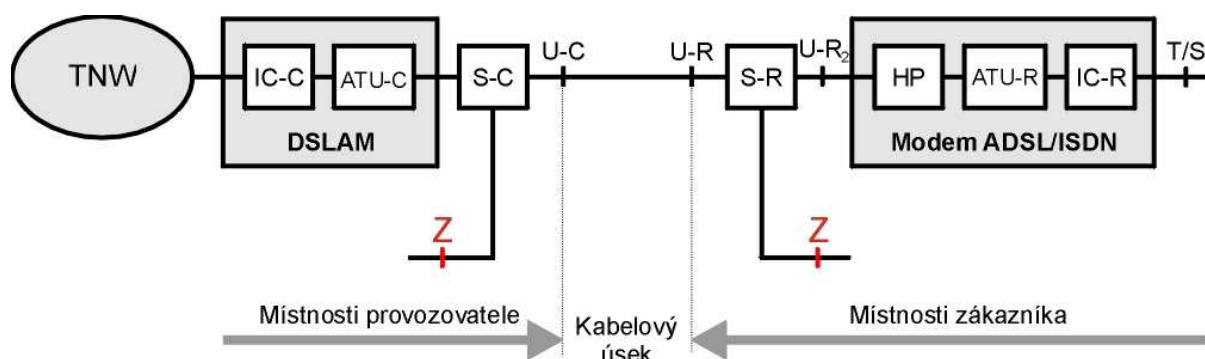 TNW
IC-C
ATU-C
DSLAM
S-C
U-C
U-R
S-R
U-R2
HP
ATU-R
IC-R
Modem ADSL/ISDN
T/S
Z
Z
Místnosti provozovatele
Kabelový
úsek
Místnosti zákazníka